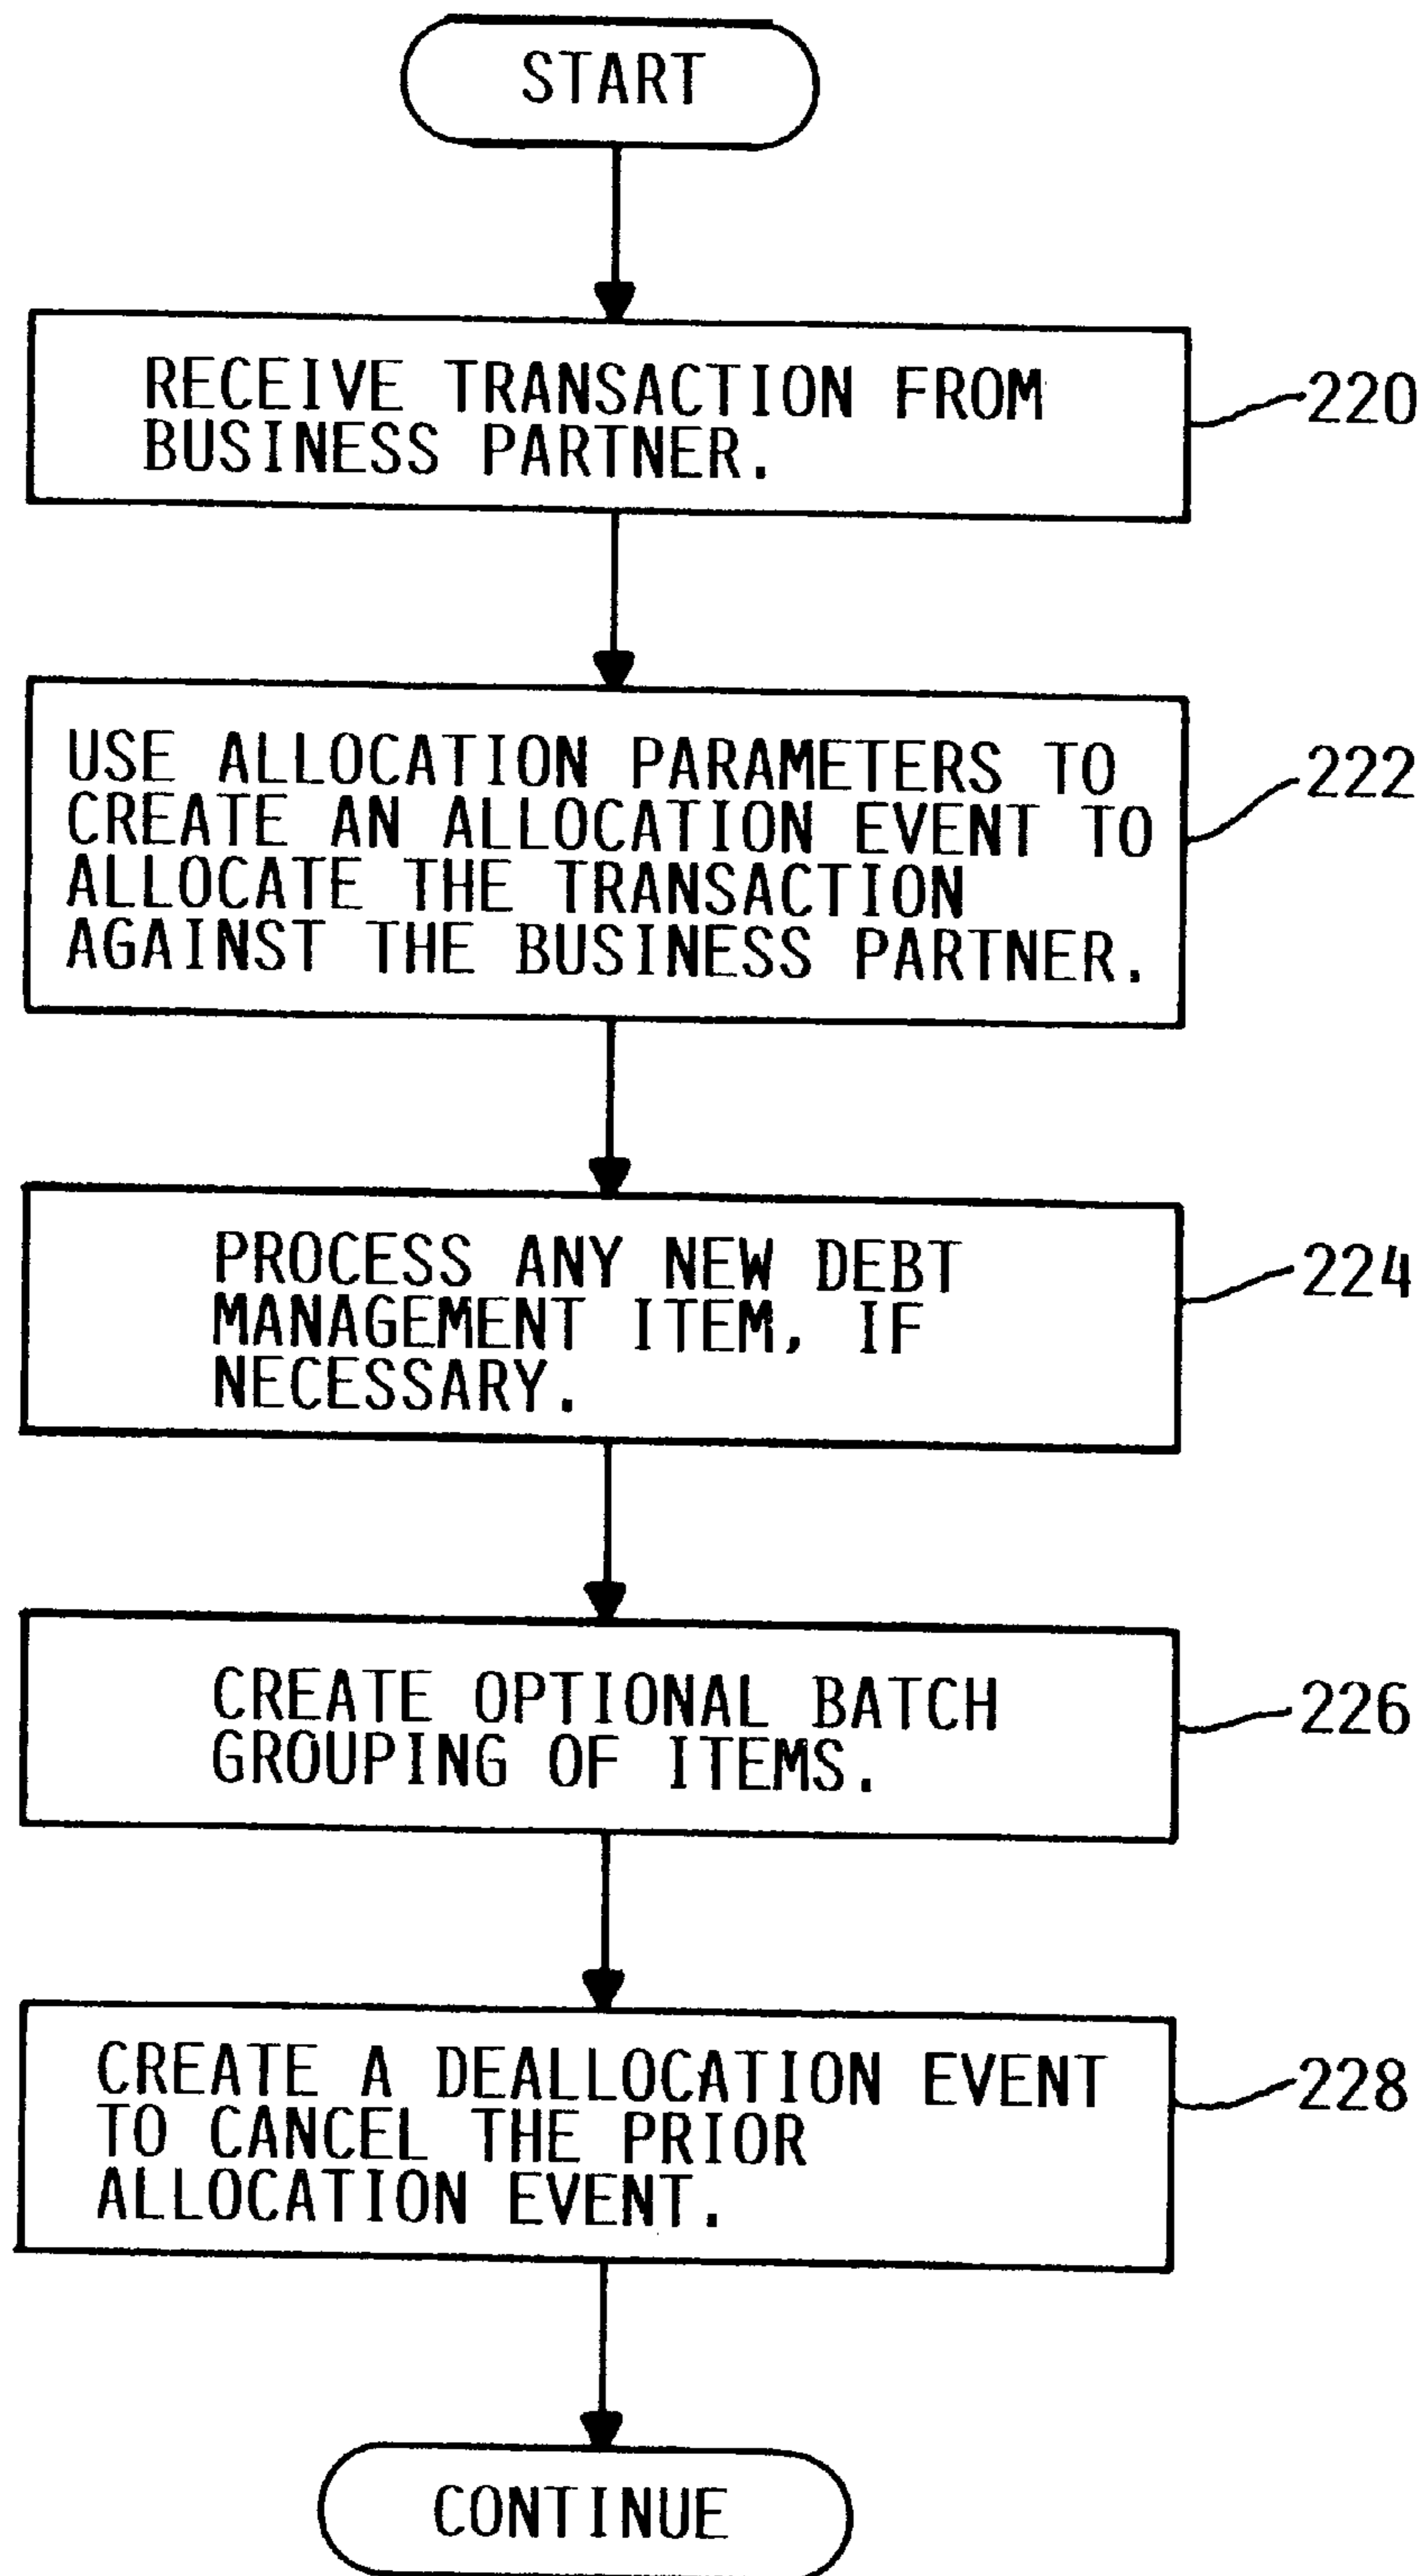 START
RECEIVE TRANSACTION FROM
BUSINESS PARTNER.
220
USE ALLOCATION PARAMETERS TO
CREATE AN ALLOCATION EVENT TO
ALLOCATE THE TRANSACTION
AGAINST THE BUSINESS PARTNER.
222
PROCESS ANY NEW DEBT
MANAGEMENT ITEM, IF
NECESSARY.
224
CREATE OPTIONAL BATCH
GROUPING OF ITEMS.
226
CREATE A DEALLOCATION EVENT
TO CANCEL THE PRIOR
ALLOCATION EVENT.
228
CONTINUE